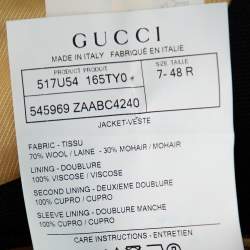 GUCCI
MADE IN ITALY FABRIQUÉ EN ITALIE
PRODUCT PRODUIT
517U54 165TY0
SIZE - TAILLE
7- 48 R
545969 ZAABC4240
JACKET-VESTE
FABRIC - TISSU
70% WOOL / LAINE - 30% MOHAIR / MOHAIR
LINING - DOUBLURE
100% VISCOSE / VISCOSE
SECOND LINING - DEUXIÈME DOUBLURE
100% CUPRO / CUPRO
SLEEVE LINING - DOUBLURE MANCHE
100% CUPRO / CUPRO
CARE INSTRUCTIONS - ENTRETIEN